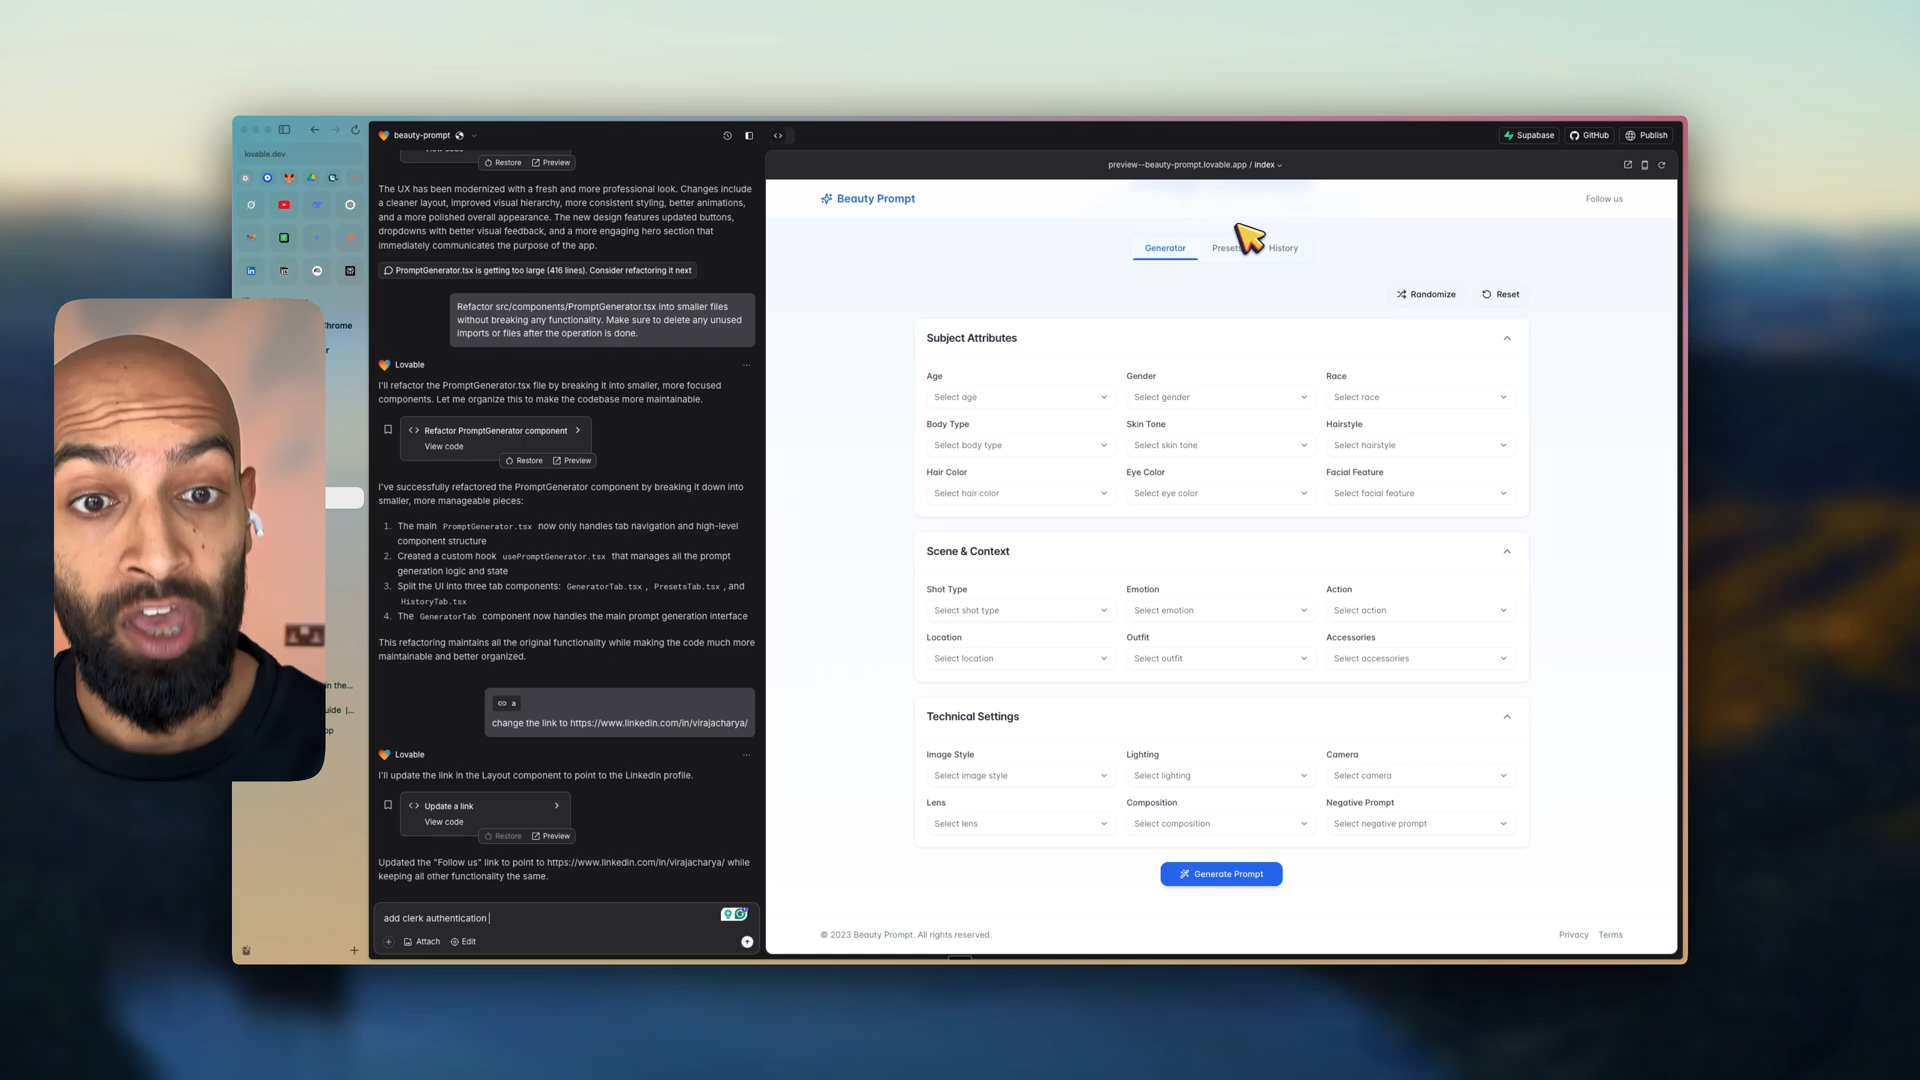 lovable.dev
Chrome
r
in the...
uide |...
pp
beauty-prompt
Restore
Preview
The UX has been modernized with a fresh and more professional look. Changes include
a cleaner layout, improved visual hierarchy, more consistent styling, better animations,
and a more polished overall appearance. The new design features updated buttons,
dropdowns with better visual feedback, and a more engaging hero section that
immediately communicates the purpose of the app.
PromptGenerator.tsx is getting too large (416 lines). Consider refactoring it next
Refactor src/components/PromptGenerator.tsx into smaller files
without breaking any functionality. Make sure to delete any unused
imports or files after the operation is done.
Lovable
I'll refactor the PromptGenerator.tsx file by breaking it into smaller, more focused
components. Let me organize this to make the codebase more maintainable.
Refactor PromptGenerator component
View code
Restore
Preview
I've successfully refactored the PromptGenerator component by breaking it down into
smaller, more manageable pieces:
1. The main PromptGenerator.tsx now only handles tab navigation and high-level
component structure
2. Created a custom hook usePromptGenerator.tsx that manages all the prompt
generation logic and state
3. Split the UI into three tab components: GeneratorTab.tsx, PresetsTab.tsx, and
HistoryTab.tsx
4. The GeneratorTab component now handles the main prompt generation interface
This refactoring maintains all the original functionality while making the code much more
maintainable and better organized.
a
change the link to https://www.linkedin.com/in/virajacharya/
Lovable
I'll update the link in the Layout component to point to the LinkedIn profile.
Update a link
View code
Restore
Preview
Updated the "Follow us" link to point to https://www.linkedin.com/in/virajacharya/ while
keeping all other functionality the same.
add clerk authentication
Attach
Edit
Supabase
GitHub
Publish
preview--beauty-prompt.lovable.app / index
Beauty Prompt
Follow us
Generator
Presets
History
Randomize
Reset
Subject Attributes
Age Gender Race
Select age Select gender Select race
Body Type Skin Tone Hairstyle
Select body type Select skin tone Select hairstyle
Hair Color Eye Color Facial Feature
Select hair color Select eye color Select facial feature
Scene & Context
Shot Type Emotion Action
Select shot type Select emotion Select action
Location Outfit Accessories
Select location Select outfit Select accessories
Technical Settings
Image Style Lighting Camera
Select image style Select lighting Select camera
Lens Composition Negative Prompt
Select lens Select composition Select negative prompt
Generate Prompt
© 2023 Beauty Prompt. All rights reserved.
Privacy Terms